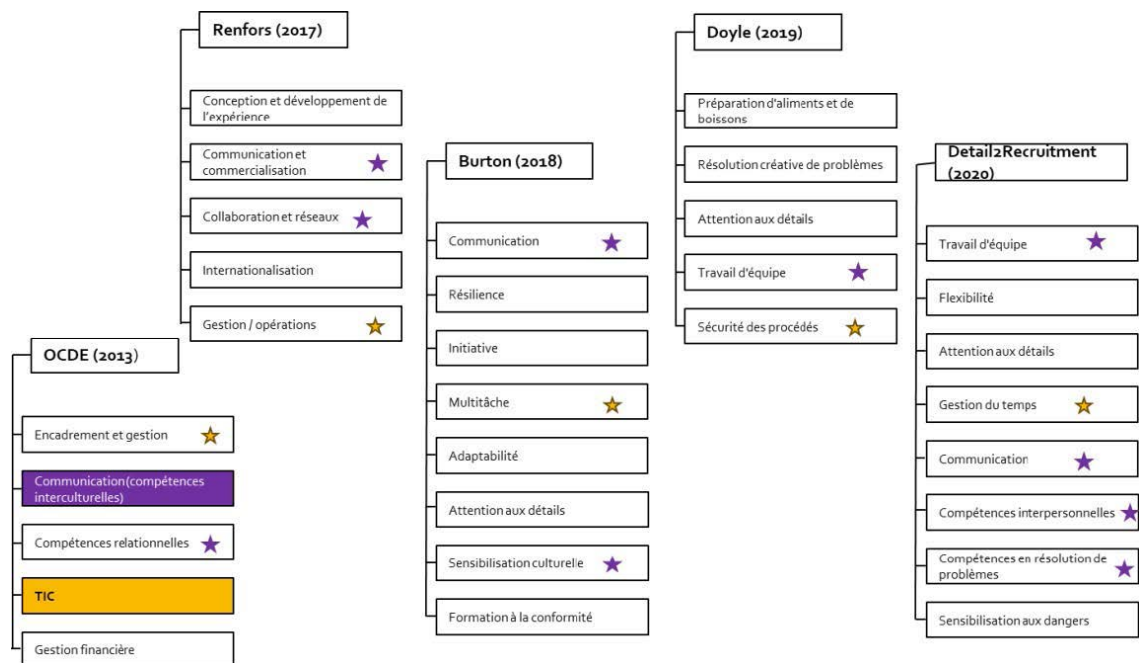 Renfors (2017)
Conception et développement de
l'expérience
Communication et
commercialisation
Collaboration et réseaux
Internationalisation
Gestion / opérations
OCDE (2013)
Encadrement et gestion
Communication(compétences
interculturelles)
Compétences relationnelles
TIC
Gestion financière
Burton (2018)
Communication
Résilience
Initiative
Multitâche
Adaptabilité
Attention aux détails
Sensibilisation culturelle
Formation à la conformité
Doyle (2019)
Préparation d'aliments et de
boissons
Résolution créative de problèmes
Attention aux détails
Travail d'équipe
Sécurité des procédés
Detail2Recruitment
(2020)
Travail d'équipe
Flexibilité
Attention aux détails
Gestion du temps
Communication
Compétences interpersonnelles
Compétences en résolution de
problèmes
Sensibilisation aux dangers